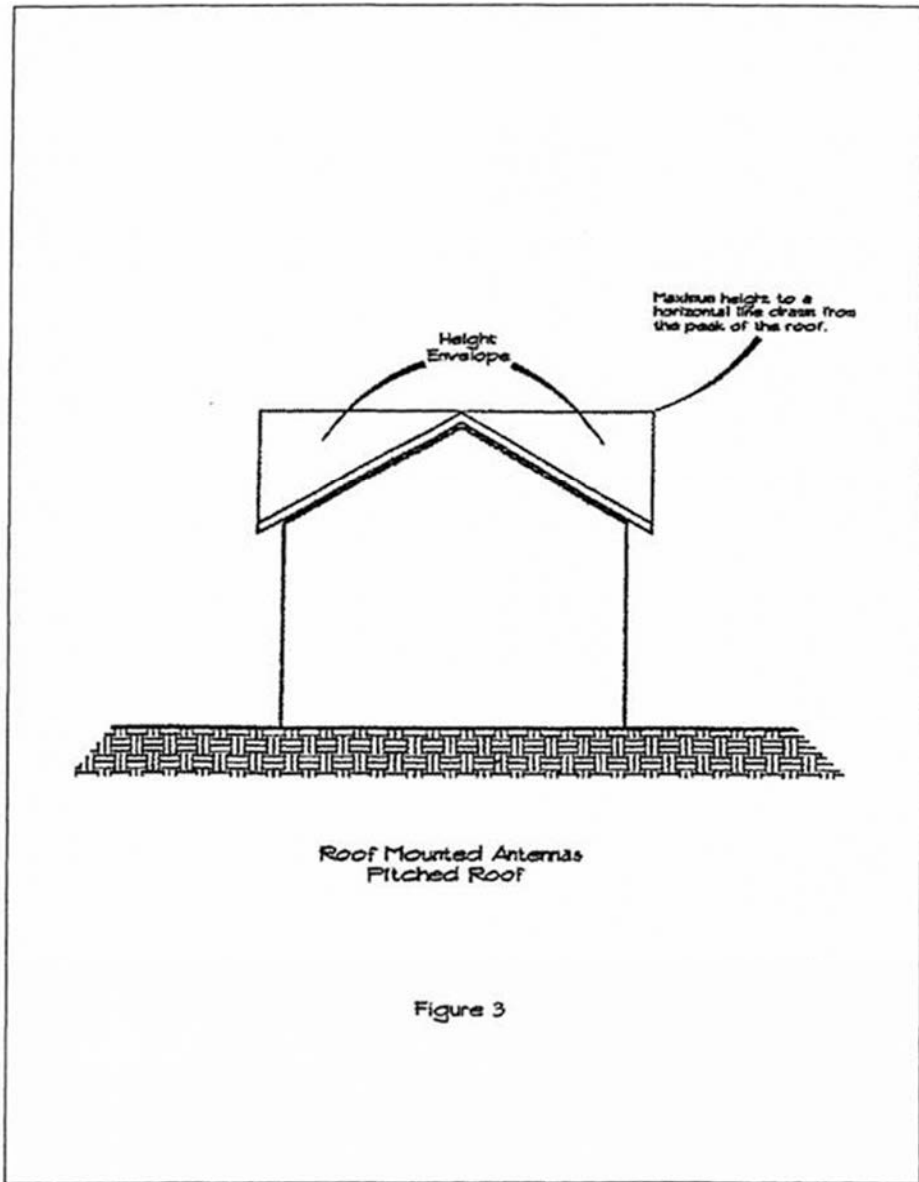 Maximum height to a
horizontal line drawn from
the peak of the roof.
Height
Envelope
Roof Mounted Antennas
Pitched Roof
Figure 3